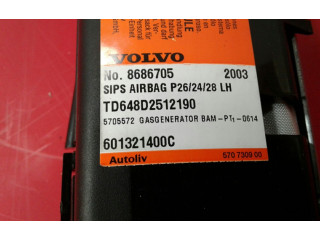 VOLVO
No. 8686705 2003
SIPS AIRBAG P26/24/28 LH
TD648D2512190
5705572 GASGENERATOR BAM-PT1-0614
601321400C
Autoliv 570 7309 00